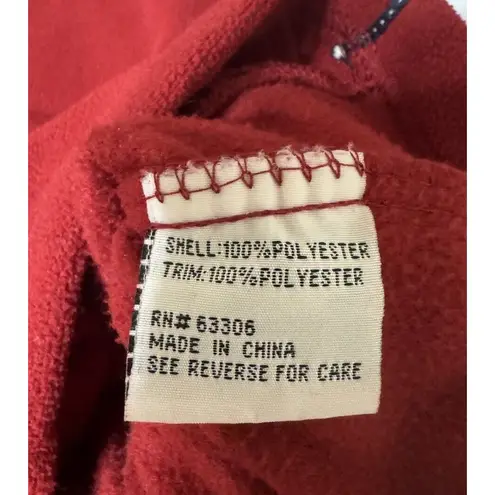 SHELL:100%POLYESTER
TRIM:100%POLYESTER
RN# 63306
MADE IN CHINA
SEE REVERSE FOR CARE